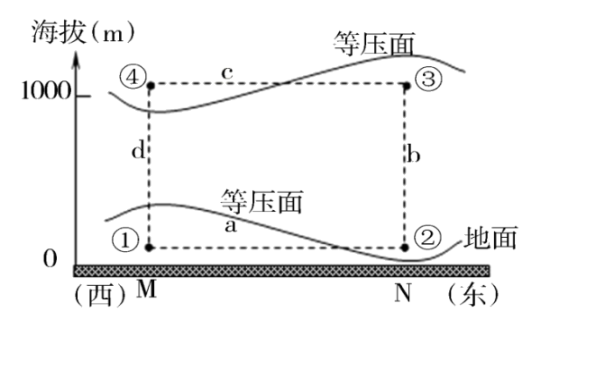 海拔(m)
等压面
④ c ③
1000
d b
等压面
① a ② 地面
0
(西) M N (东)